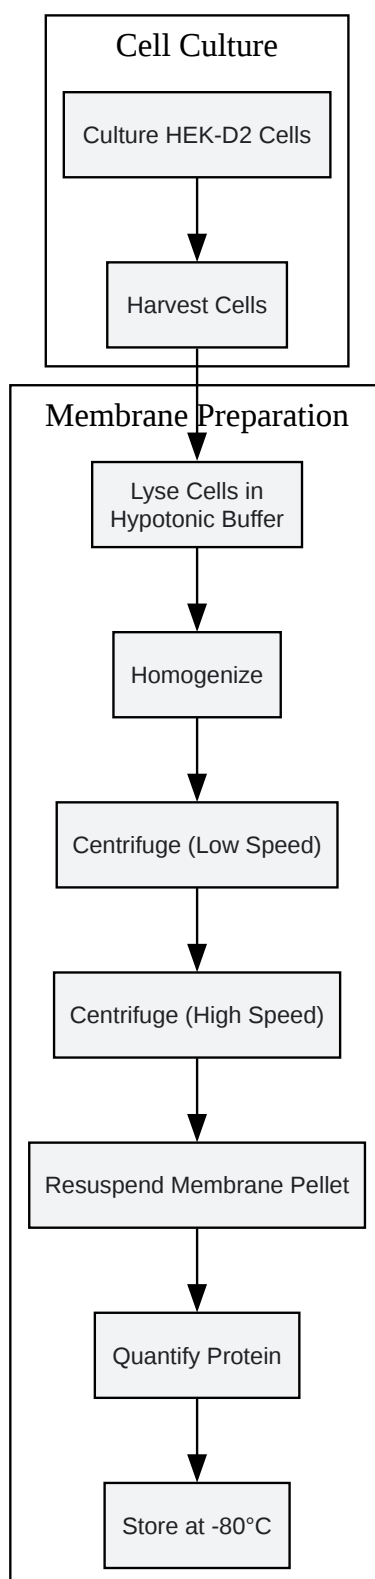 Cell Culture
Culture HEK-D2 Cells
Harvest Cells
Membrane Preparation
Lyse Cells in
Hypotonic Buffer
Homogenize
Centrifuge (Low Speed)
Centrifuge (High Speed)
Resuspend Membrane Pellet
Quantify Protein
Store at -80°C